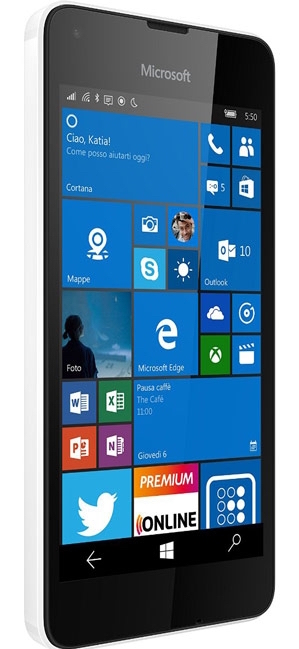 Microsoft
5:50
Ciao, Katia!
Come posso aiutarti oggi?
Cortana
5
Mappe
10
Outlook
Foto
Microsoft Edge
Pausa caffè
The Café
11:00
Giovedì 6
PREMIUM
ONLINE